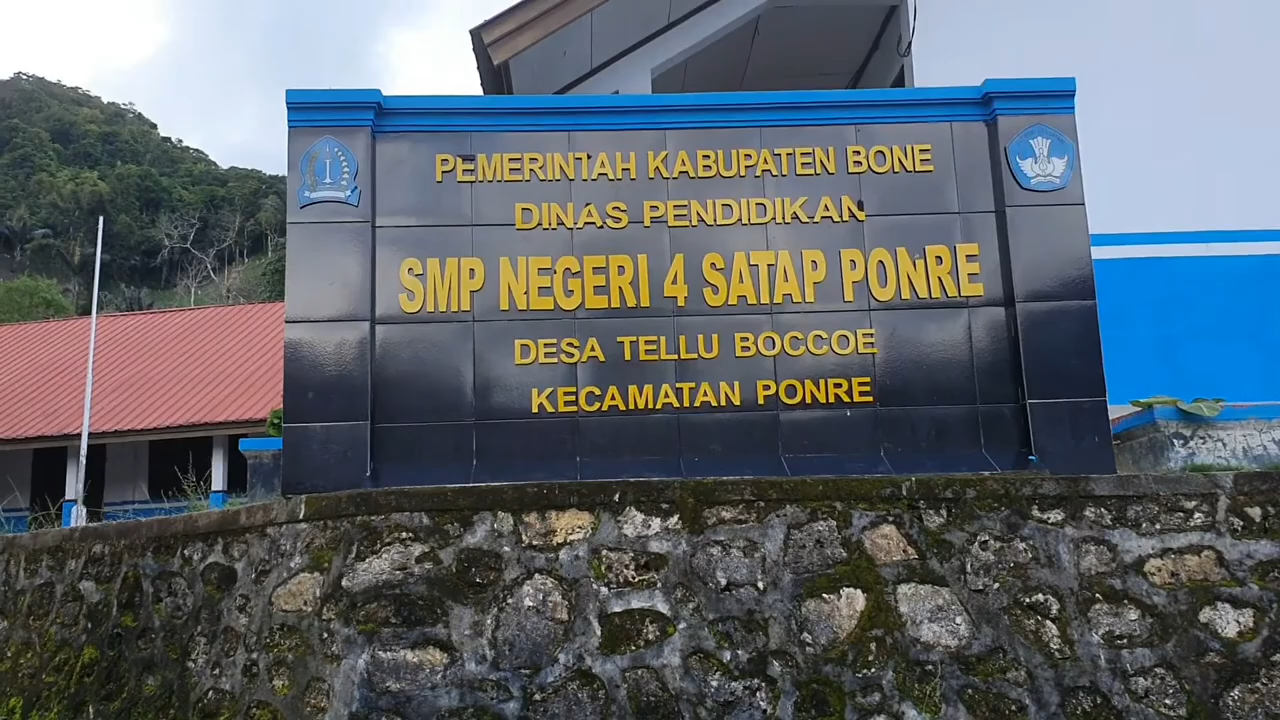 PEMERINTAH KABUPATEN BONE
DINAS PENDIDIKAN
SMP NEGERI 4 SATAP PONRE
DESA TELLU BOCCOE
KECAMATAN PONRE